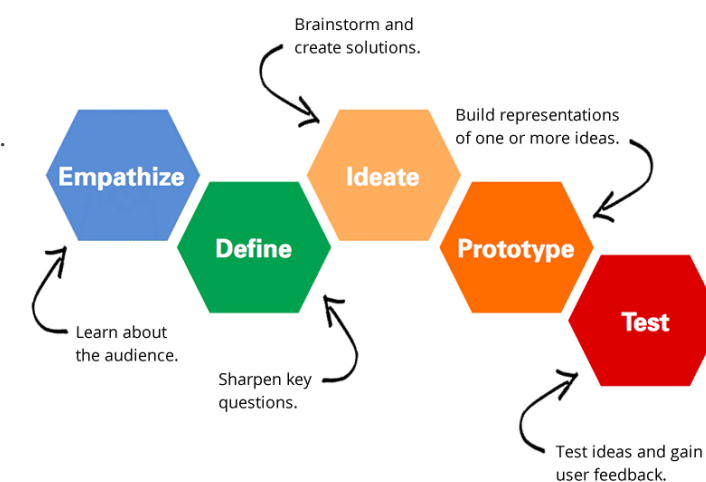 Brainstorm and
create solutions.
Build representations
of one or more ideas.
Empathize
Ideate
Define
Prototype
Test
Learn about
the audience.
Sharpen key
questions.
Test ideas and gain
user feedback.